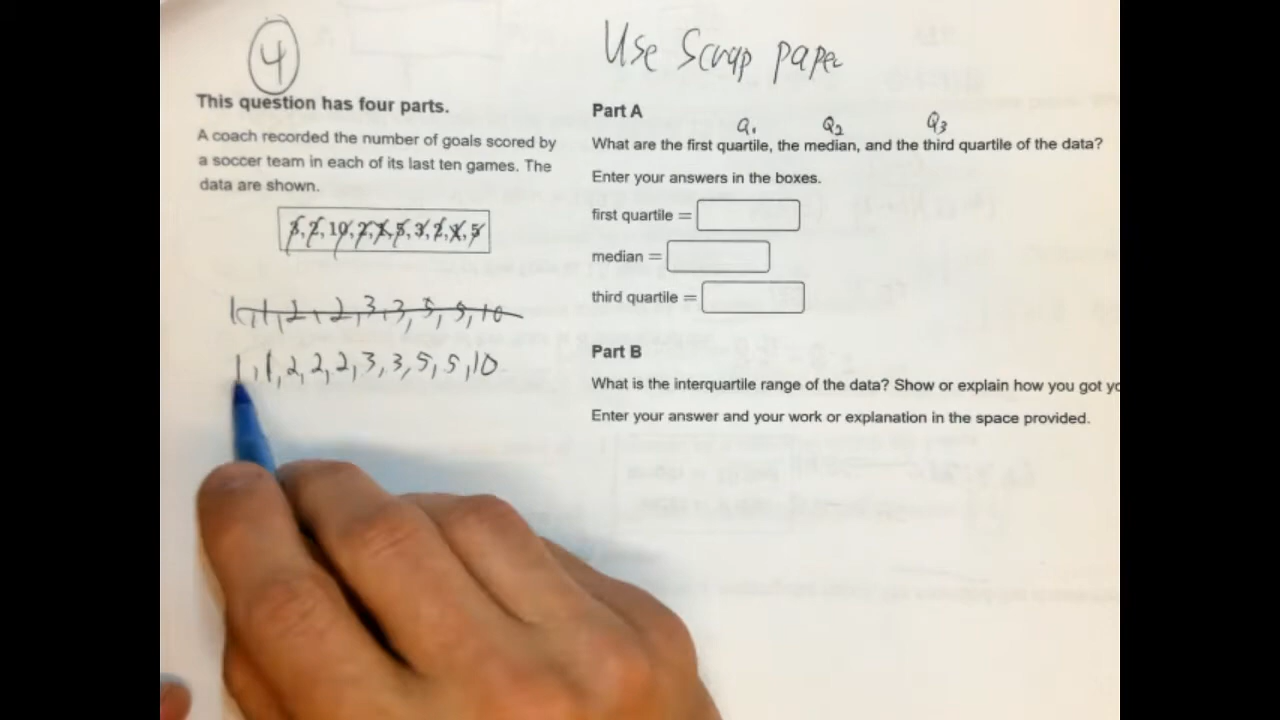 4
Use Scrap paper
This question has four parts.
A coach recorded the number of goals scored by
a soccer team in each of its last ten games. The
data are shown.
3, 2, 10, 2, 1, 5, 3, 2, 1, 5
1, 1, 2, 2, 3, 3, 5, 5, 10
1, 1, 2, 2, 2, 3, 3, 5, 5, 10
Part A
Q1 Q2 Q3
What are the first quartile, the median, and the third quartile of the data?
Enter your answers in the boxes.
first quartile =
median =
third quartile =
Part B
What is the interquartile range of the data? Show or explain how you got yo
Enter your answer and your work or explanation in the space provided.